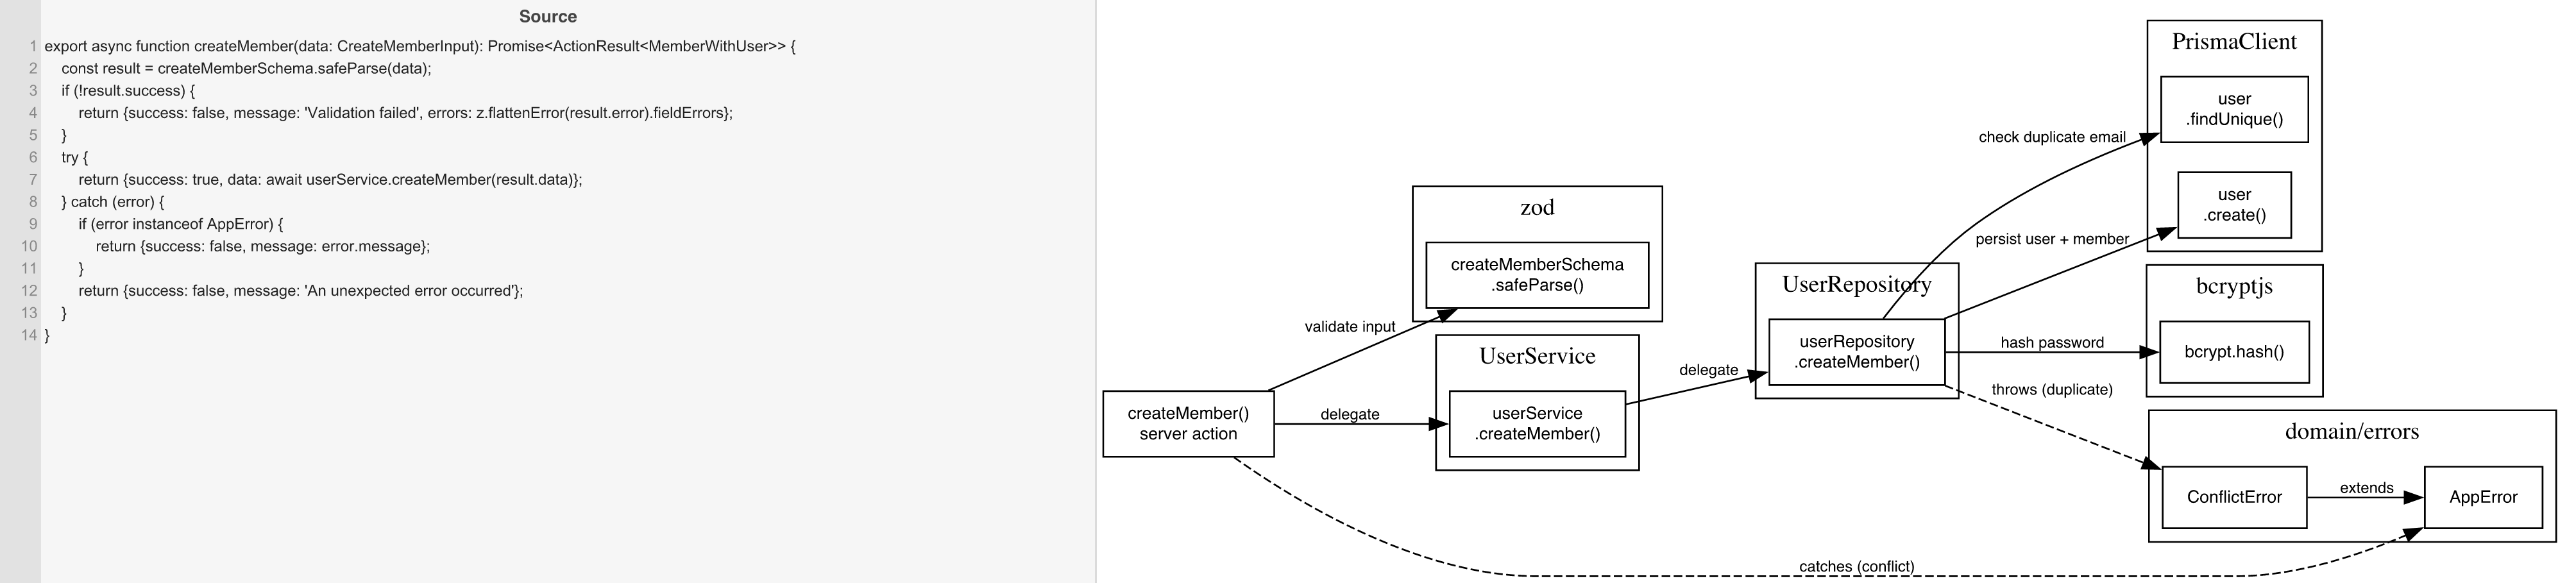 Source
1 export async function createMember(data: CreateMemberInput): Promise<ActionResult<MemberWithUser>> {
2 const result = createMemberSchema.safeParse(data);
3 if (!result.success) {
4 return {success: false, message: 'Validation failed', errors: z.flattenError(result.error).fieldErrors};
5 }
6 try {
7 return {success: true, data: await userService.createMember(result.data)};
8 } catch (error) {
9 if (error instanceof AppError) {
10 return {success: false, message: error.message};
11 }
12 return {success: false, message: 'An unexpected error occurred'};
13 }
14 }
createMember()
server action
validate input
delegate
zod
createMemberSchema
.safeParse()
UserService
userService
.createMember()
delegate
UserRepository
userRepository
.createMember()
check duplicate email
persist user + member
hash password
throws (duplicate)
PrismaClient
user
.findUnique()
user
.create()
bcryptjs
bcrypt.hash()
domain/errors
ConflictError
extends
AppError
catches (conflict)